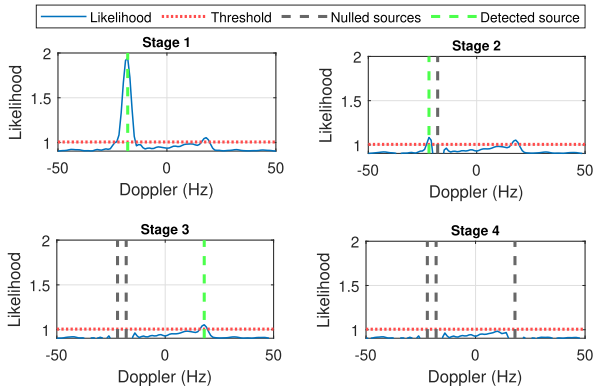 Likelihood Threshold Nulled sources Detected source
Stage 1
2
1.5
1
Likelihood
-50 0 50
Doppler (Hz)
Stage 2
2
1.5
1
Likelihood
-50 0 50
Doppler (Hz)
Stage 3
2
1.5
1
Likelihood
-50 0 50
Doppler (Hz)
Stage 4
2
1.5
1
Likelihood
-50 0 50
Doppler (Hz)